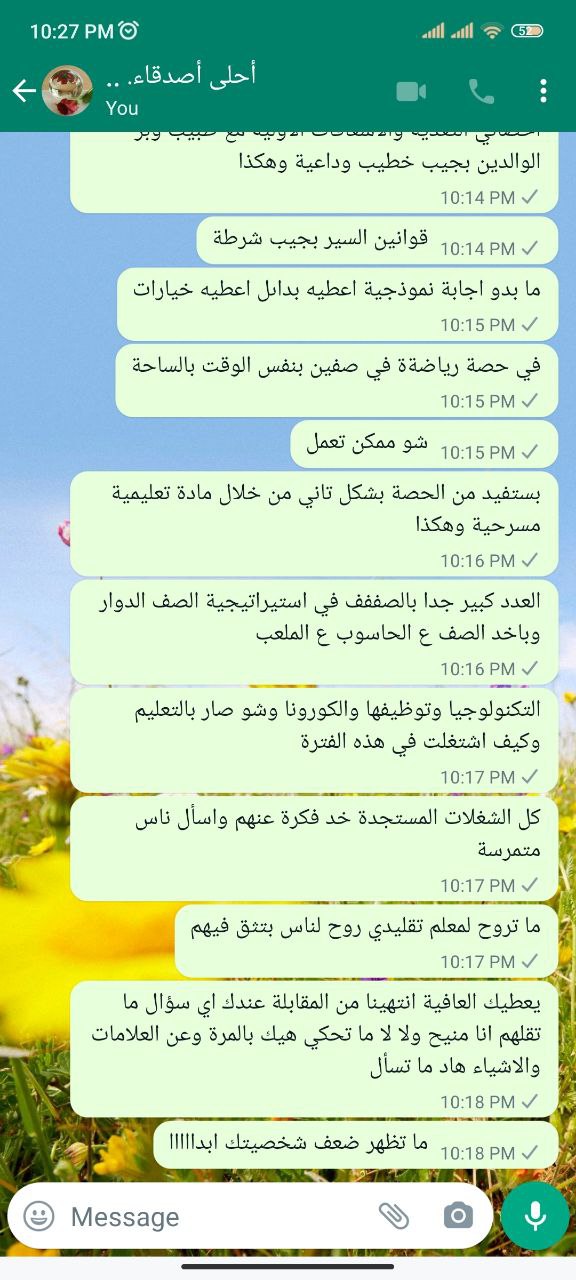 10:27 PM
52
أحلى أصدقاء. ..
You
الوالدين بجيب خطيب وداعية وهكذا
10:14 PM
قوانين السير بجيب شرطة
10:14 PM
ما بدو اجابة نموذجية اعطيه بدائل اعطيه خيارات
10:15 PM
في حصة رياضةة في صفين بنفس الوقت بالساحة
10:15 PM
شو ممكن تعمل
10:15 PM
بستفيد من الحصة بشكل تاني من خلال مادة تعليمية
مسرحية وهكذا
10:16 PM
العدد كبير جدا بالصففف في استيراتيجية الصف الدوار
وباخد الصف ع الحاسوب ع الملعب
10:16 PM
التكنولوجيا وتوظيفها والكورونا وشو صار بالتعليم
وكيف اشتغلت في هذه الفترة
10:17 PM
كل الشغلات المستجدة خد فكرة عنهم واسأل ناس
متمرسة
10:17 PM
ما تروح لمعلم تقليدي روح لناس بتثق فيهم
10:17 PM
يعطيك العافية انتهينا من المقابلة عندك اي سؤال ما
تقلهم انا منيح ولا لا ما تحكي هيك بالمرة وعن العلامات
والاشياء هاد ما تسأل
10:18 PM
ما تظهر ضعف شخصيتك ابدااااا
10:18 PM
Message